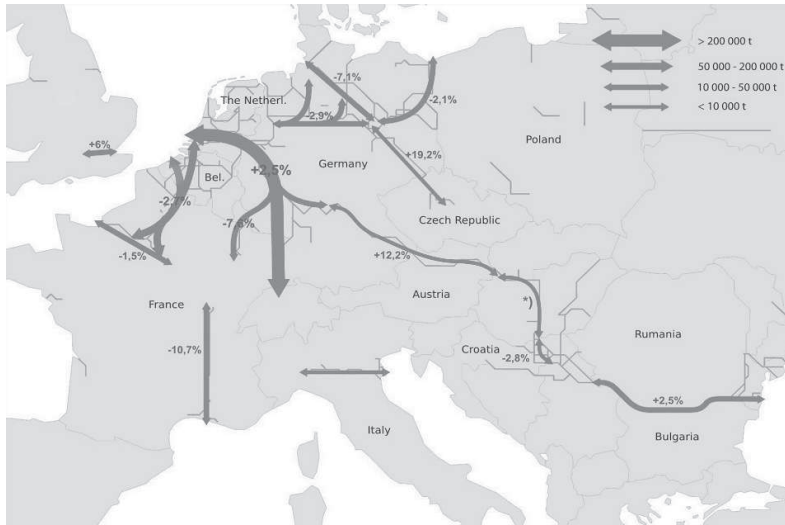 > 200 000 t
50 000 - 200 000 t
10 000 - 50 000 t
< 10 000 t
-7,1%
The Netherl.
-2,1%
-2,9%
+6%
Poland
+19,2%
Germany
+2,5%
Bel.
-2,7%
-7,8%
Czech Republic
-1,5%
+12,2%
Austria
*)
France
Rumania
Croatia
-10,7%
-2,8%
+2,5%
Italy
Bulgaria